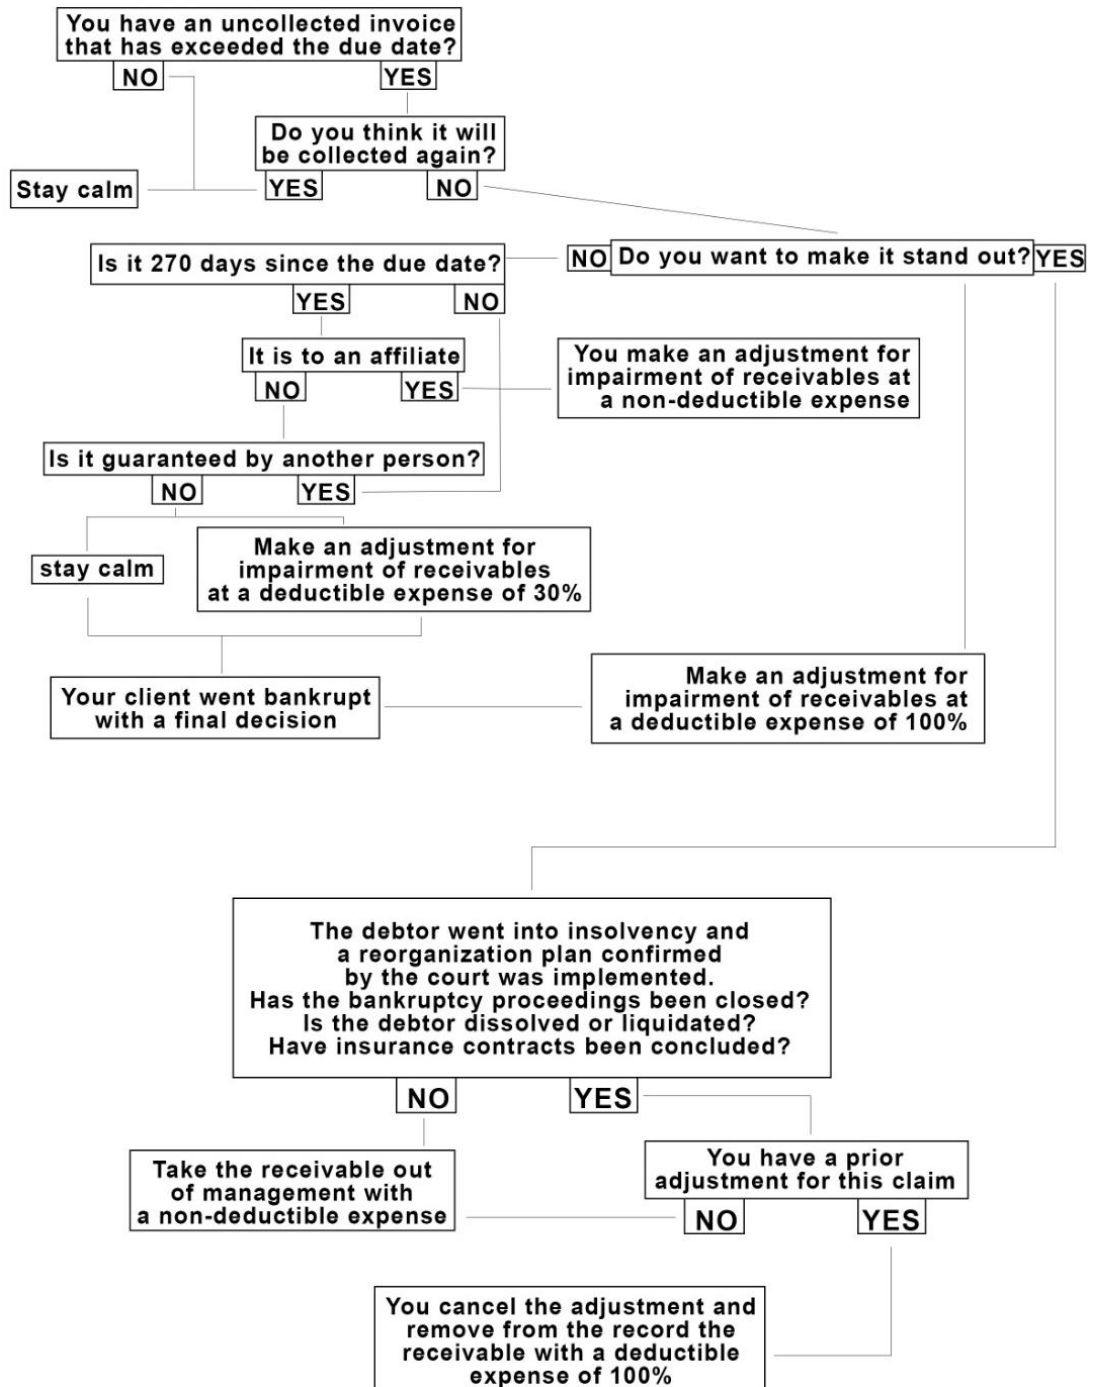 You have an uncollected invoice
that has exceeded the due date?
NO
YES
Do you think it will
be collected again?
YES
NO
Stay calm
Is it 270 days since the due date?
YES
NO
NO
Do you want to make it stand out?
YES
It is to an affiliate
NO
YES
You make an adjustment for
impairment of receivables at
a non-deductible expense
Is it guaranteed by another person?
NO
YES
stay calm
Make an adjustment for
impairment of receivables
at a deductible expense of 30%
Your client went bankrupt
with a final decision
Make an adjustment for
impairment of receivables at
a deductible expense of 100%
The debtor went into insolvency and
a reorganization plan confirmed
by the court was implemented.
Has the bankruptcy proceedings been closed?
Is the debtor dissolved or liquidated?
Have insurance contracts been concluded?
NO
YES
Take the receivable out
of management with
a non-deductible expense
You have a prior
adjustment for this claim
NO
YES
You cancel the adjustment and
remove from the record the
receivable with a deductible
expense of 100%